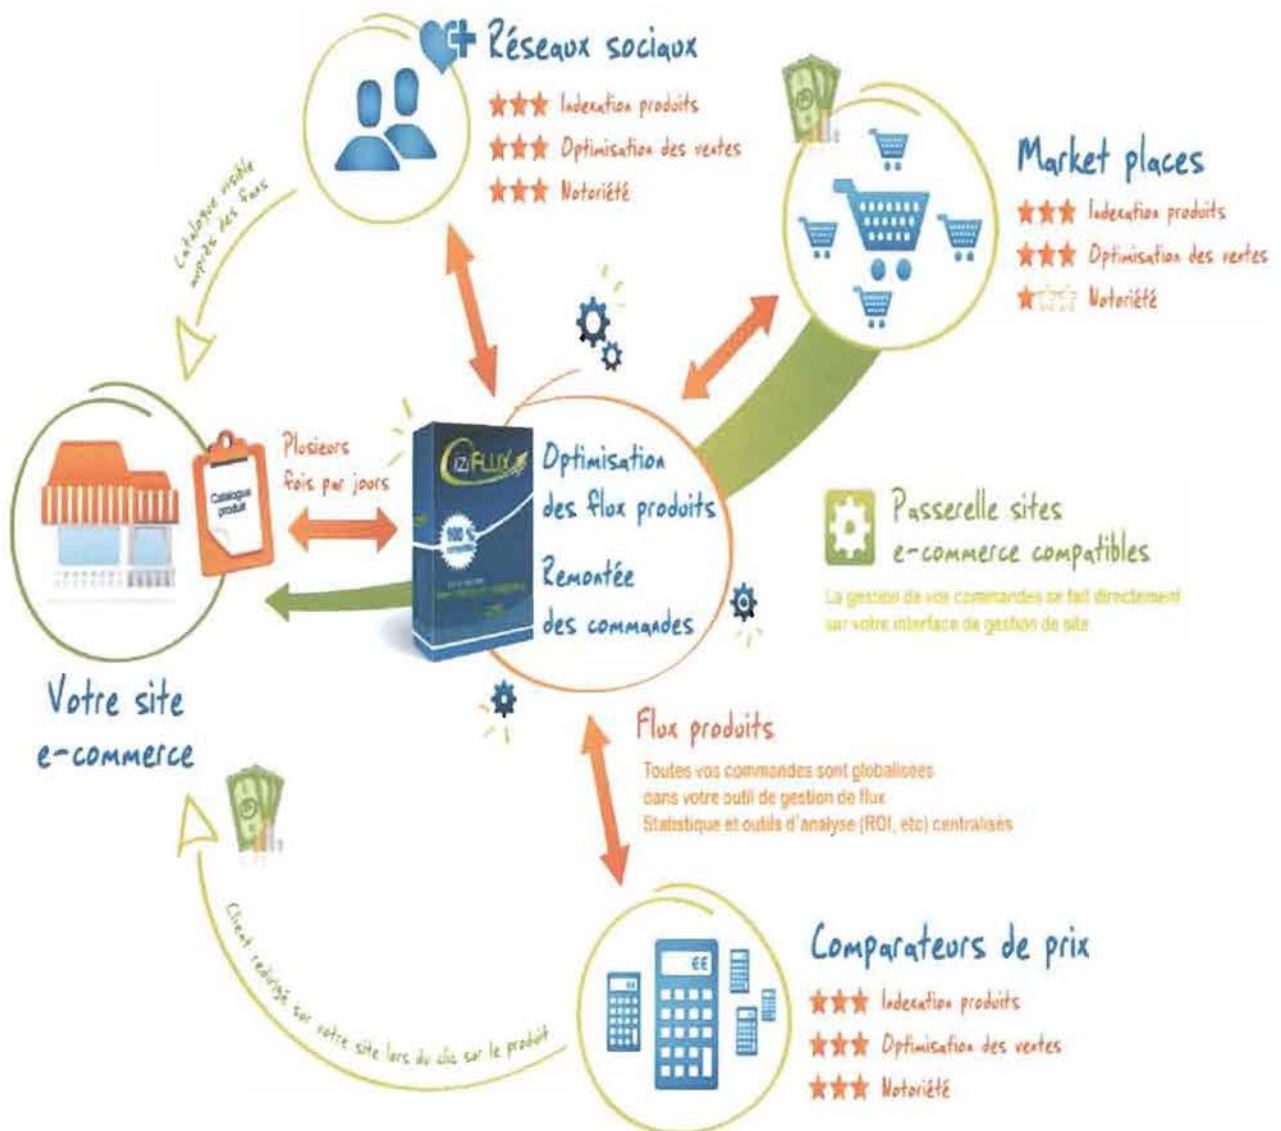 Réseaux sociaux
Indexation produits
Optimisation des ventes
Notoriété
Market places
Indexation produits
Optimisation des ventes
Notoriété
Catalogue visible
auprès des fans
Catalogue
produit
Plusieurs
fois par jours
iziFLUX
100 %
Optimisation
des flux produits
Remontée
des commandes
Passerelle sites
e-commerce compatibles
La gestion de vos commandes se fait directement
sur votre interface de gestion de site
Votre site
e-commerce
Flux produits
Toutes vos commandes sont globalisées
dans votre outil de gestion de flux
Statistique et outils d'analyse (ROI, etc) centralisés
Client redirigé sur votre site lors du clic sur le produit
€€
Comparateurs de prix
Indexation produits
Optimisation des ventes
Notoriété